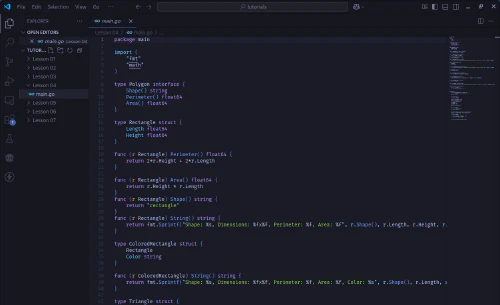 File Edit Selection View Go
tutorials
EXPLORER
OPEN EDITORS
main.go Lesson 04
TUTOR...
Lesson 01
Lesson 02
Lesson 03
Lesson 04
main.go
Lesson 05
Lesson 06
Lesson 07
main.go
Lesson 04 > main.go > ...
package main
import (
"fmt"
"math"
)
type Polygon interface {
Shape() string
Perimeter() float64
Area() float64
}
type Rectangle struct {
Length float64
Height float64
}
func (r Rectangle) Perimeter() float64 {
return 2*r.Height + 2*r.Length
}
func (r Rectangle) Area() float64 {
return r.Height * r.Length
}
func (r Rectangle) Shape() string {
return "rectangle"
}
func (r Rectangle) String() string {
return fmt.Sprintf("Shape: %s, Dimensions: %fx%f, Perimeter: %f, Area: %f", r.Shape(), r.Length, r.Height, r.
}
type ColoredRectangle struct {
Rectangle
Color string
}
func (r ColoredRectangle) String() string {
return fmt.Sprintf("Shape: %s, Dimensions: %fx%f, Perimeter: %f, Area: %f, Color: %s", r.Shape(), r.Length,
}
type Triangle struct {